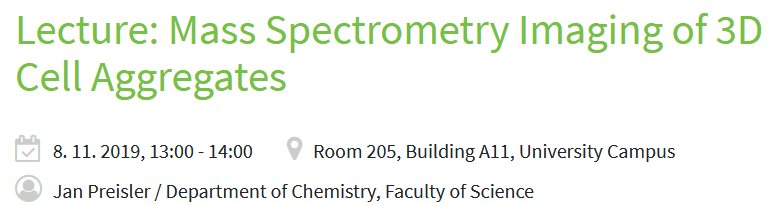 Lecture: Mass Spectrometry Imaging of 3D
Cell Aggregates
8. 11. 2019, 13:00 - 14:00 Room 205, Building A11, University Campus
Jan Preisler / Department of Chemistry, Faculty of Science